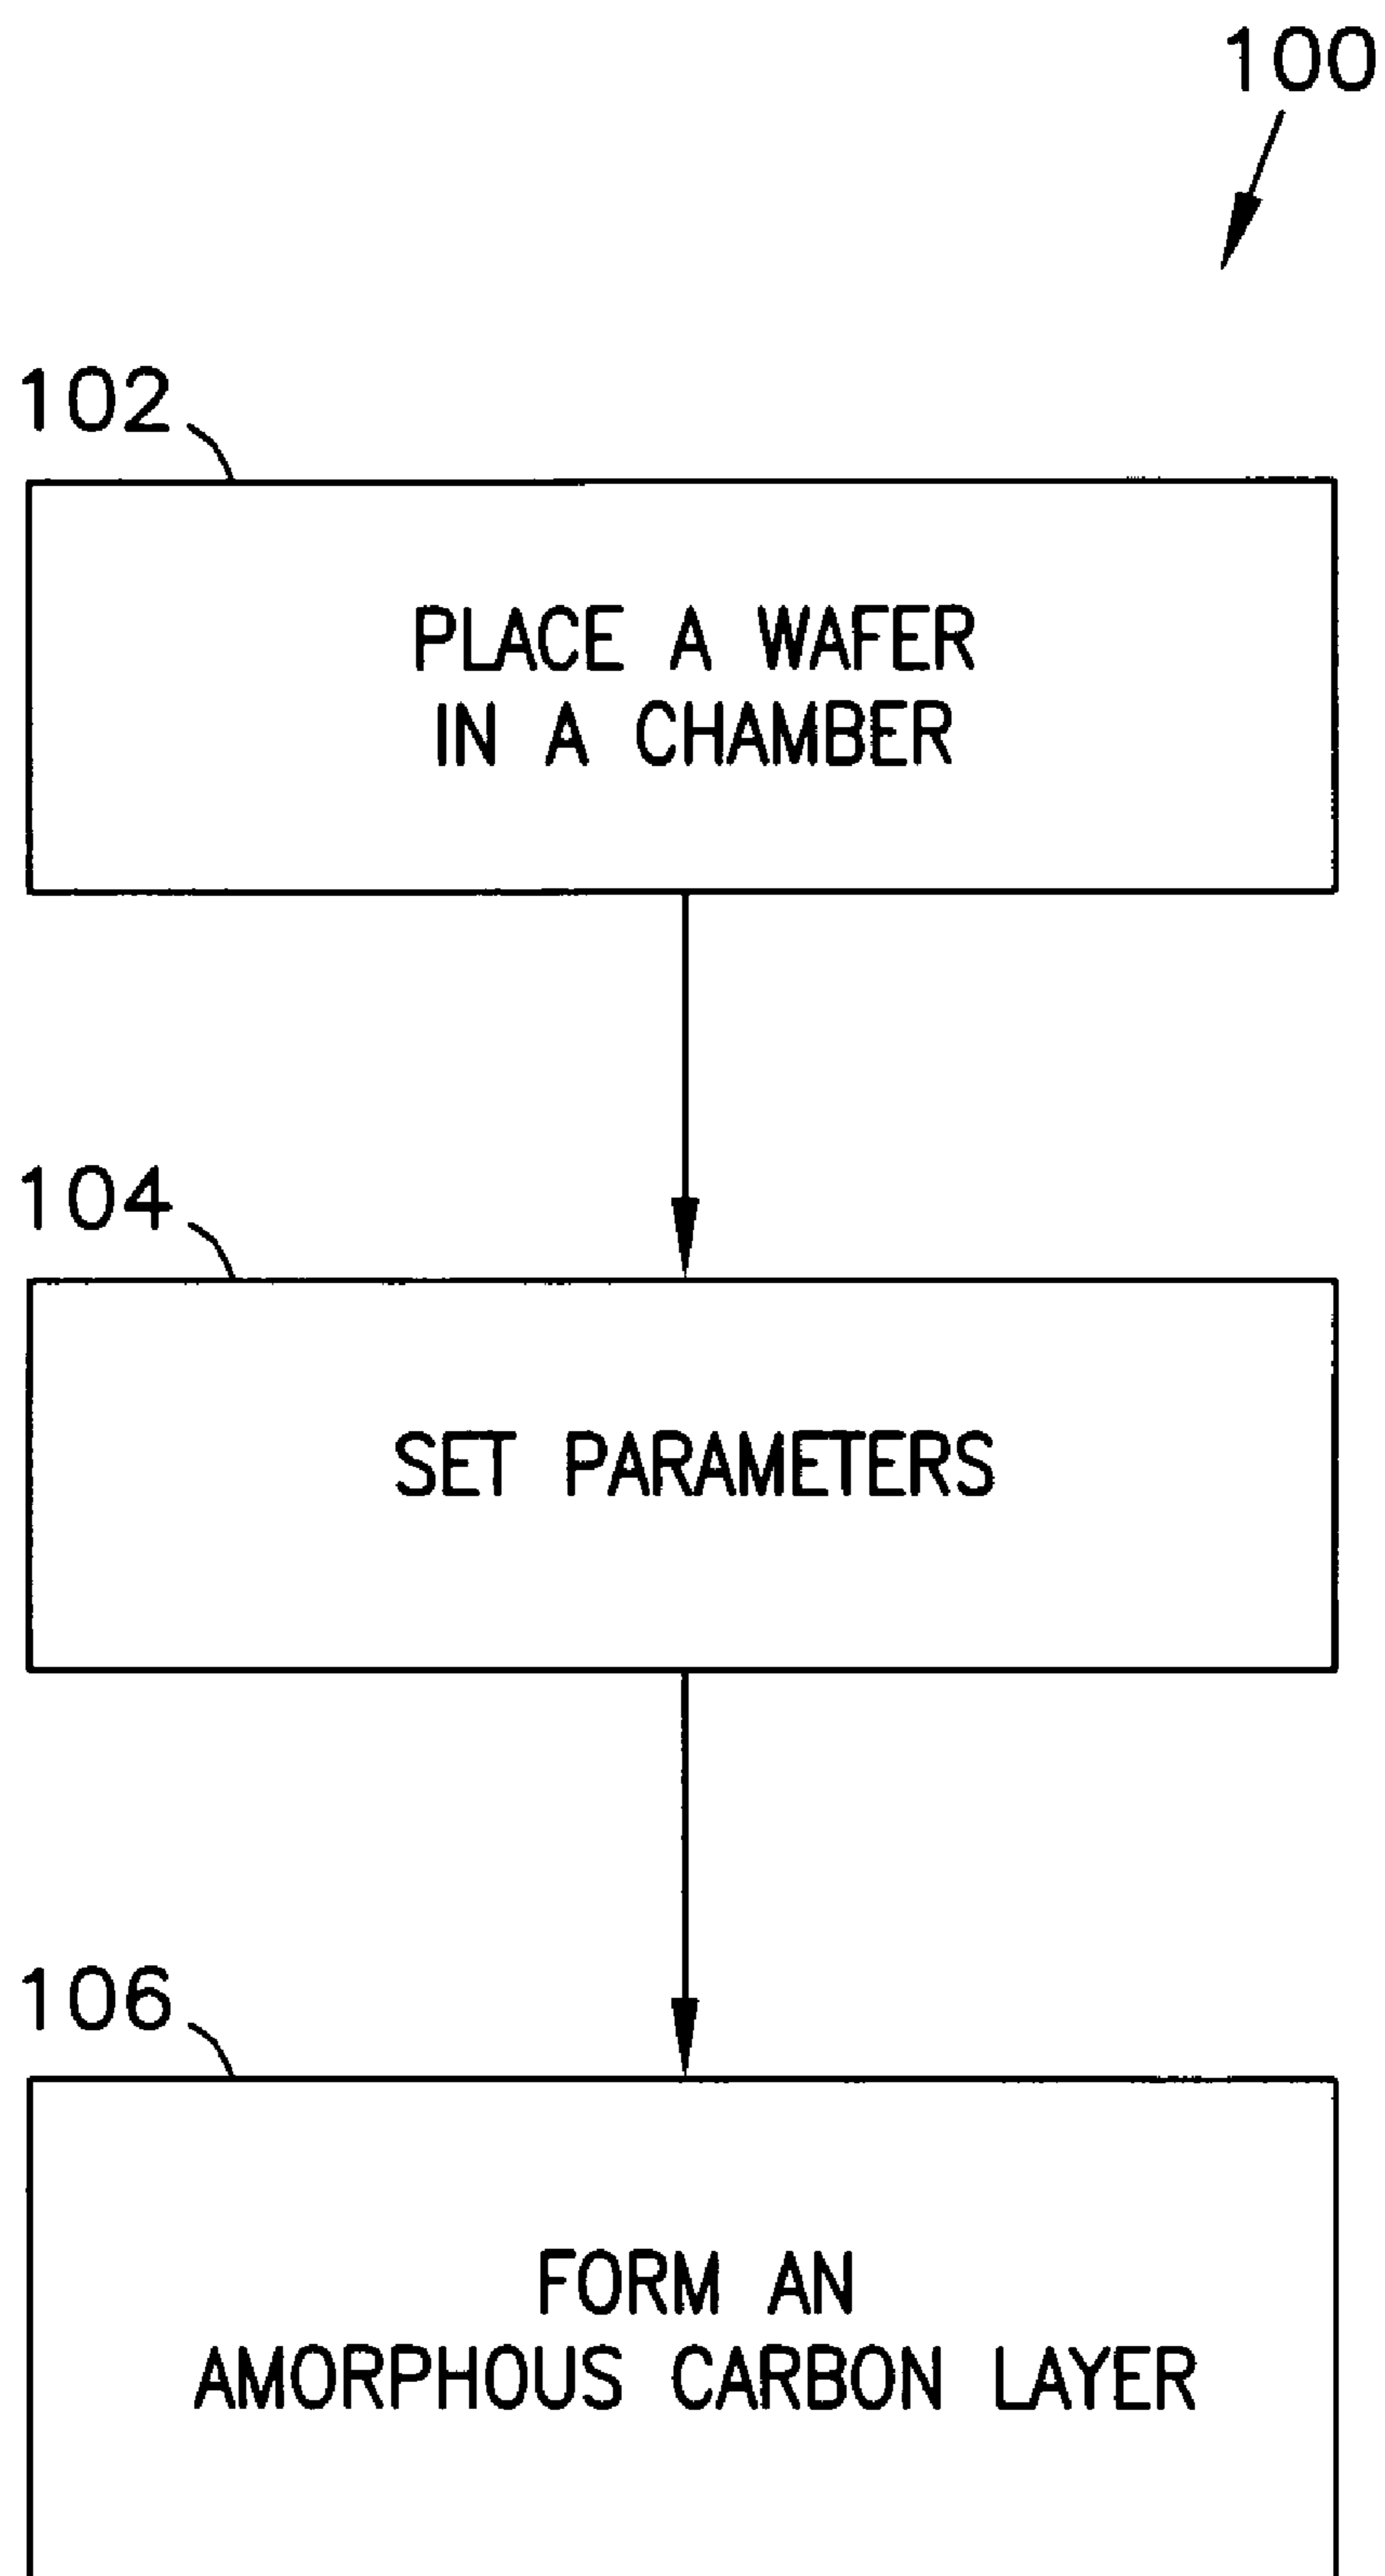 100
102
PLACE A WAFER
IN A CHAMBER
104
SET PARAMETERS
106
FORM AN
AMORPHOUS CARBON LAYER